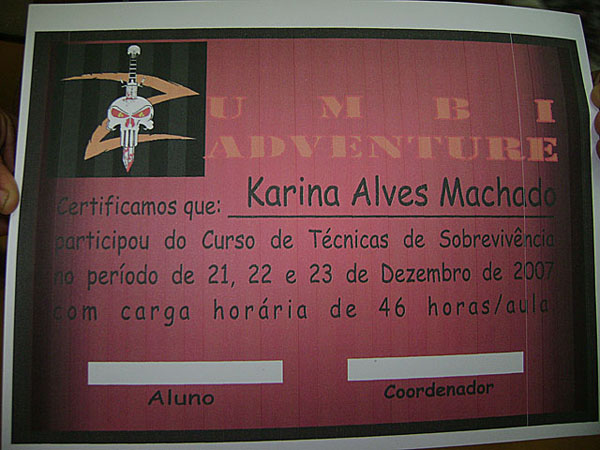 ZUMBI
ADVENTURE
Certificamos que: Karina Alves Machado
participou do Curso de Técnicas de Sobrevivência
no período de 21, 22 e 23 de Dezembro de 2007
com carga horária de 46 horas/aula.
Aluno
Coordenador